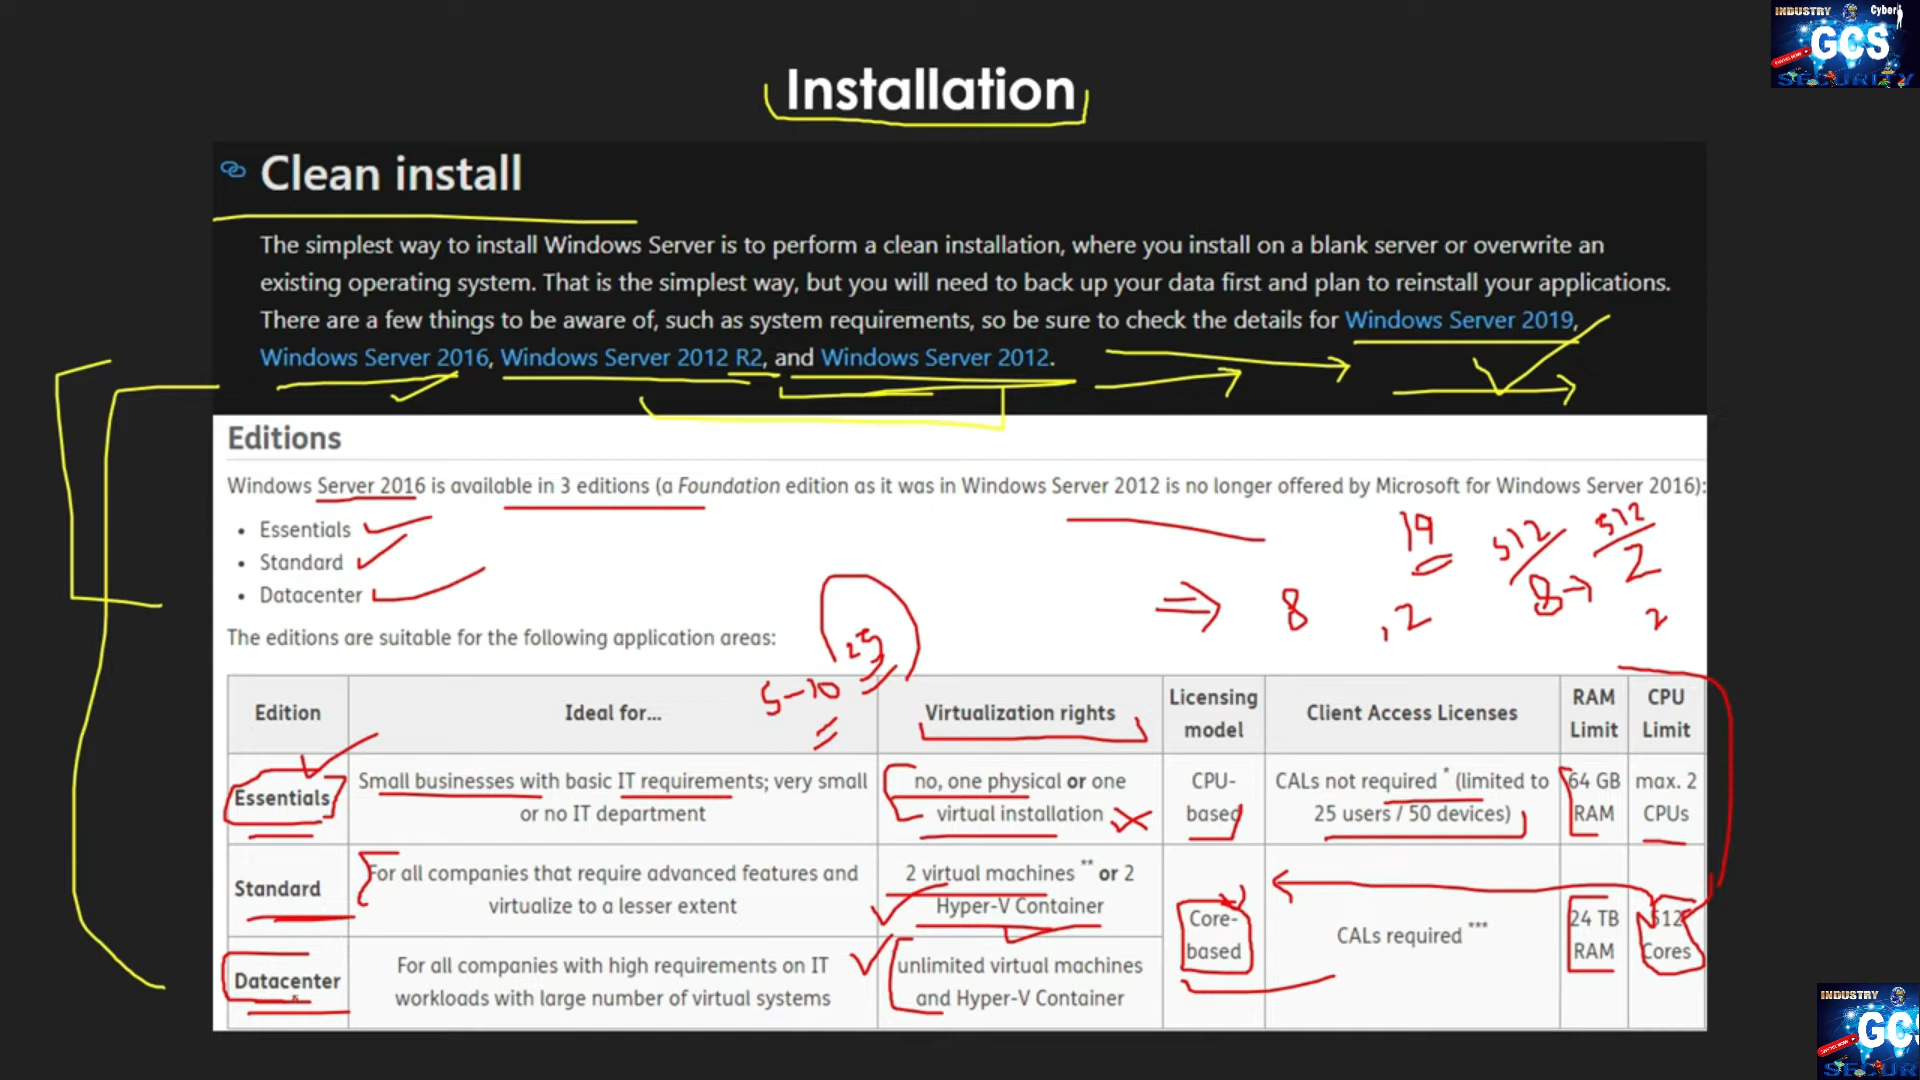 INDUSTRY Cyber
GCS
SECURITY
Installation
Clean install
The simplest way to install Windows Server is to perform a clean installation, where you install on a blank server or overwrite an
existing operating system. That is the simplest way, but you will need to back up your data first and plan to reinstall your applications.
There are a few things to be aware of, such as system requirements, so be sure to check the details for Windows Server 2019,
Windows Server 2016, Windows Server 2012 R2, and Windows Server 2012.
Editions
Windows Server 2016 is available in 3 editions (a Foundation edition as it was in Windows Server 2012 is no longer offered by Microsoft for Windows Server 2016):
• Essentials
• Standard
• Datacenter
19 512/8 → 512/2
⇒ 8 , 2 2
The editions are suitable for the following application areas:
25
5-10
Edition Ideal for... Virtualization rights Licensing model Client Access Licenses RAM Limit CPU Limit
Essentials Small businesses with basic IT requirements; very small or no IT department no, one physical or one virtual installation CPU-based CALs not required * (limited to 25 users / 50 devices) 64 GB RAM max. 2 CPUs
Standard For all companies that require advanced features and virtualize to a lesser extent 2 virtual machines ** or 2 Hyper-V Container Core-based CALs required *** 24 TB RAM 512 Cores
Datacenter For all companies with high requirements on IT workloads with large number of virtual systems unlimited virtual machines and Hyper-V Container
INDUSTRY
GC
SECUR